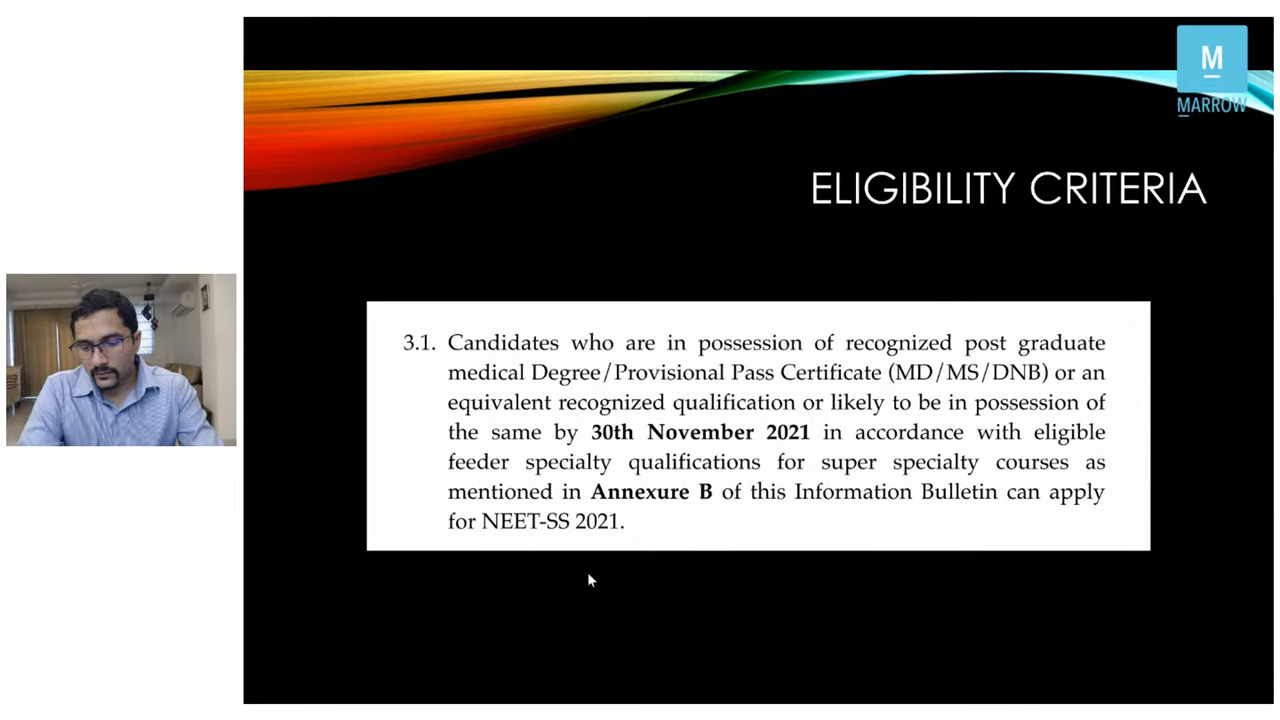 M
MARROW
ELIGIBILITY CRITERIA
3.1. Candidates who are in possession of recognized post graduate
medical Degree/Provisional Pass Certificate (MD/MS/DNB) or an
equivalent recognized qualification or likely to be in possession of
the same by 30th November 2021 in accordance with eligible
feeder specialty qualifications for super specialty courses as
mentioned in Annexure B of this Information Bulletin can apply
for NEET-SS 2021.